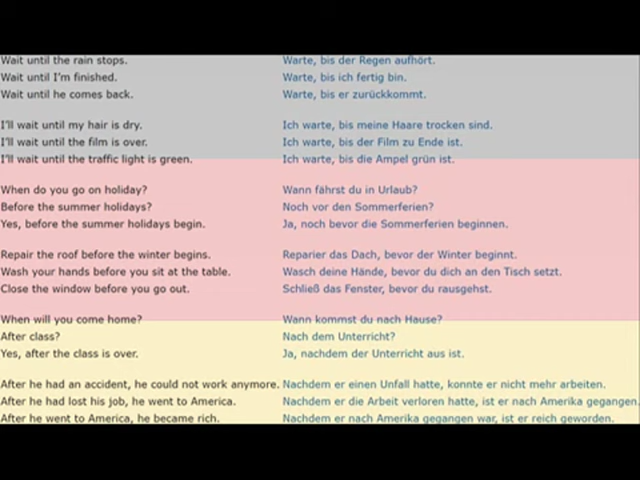 Wait until the rain stops. Warte, bis der Regen aufhört.
Wait until I'm finished. Warte, bis ich fertig bin.
Wait until he comes back. Warte, bis er zurückkommt.
I'll wait until my hair is dry. Ich warte, bis meine Haare trocken sind.
I'll wait until the film is over. Ich warte, bis der Film zu Ende ist.
I'll wait until the traffic light is green. Ich warte, bis die Ampel grün ist.
When do you go on holiday? Wann fährst du in Urlaub?
Before the summer holidays? Noch vor den Sommerferien?
Yes, before the summer holidays begin. Ja, noch bevor die Sommerferien beginnen.
Repair the roof before the winter begins. Reparier das Dach, bevor der Winter beginnt.
Wash your hands before you sit at the table. Wasch deine Hände, bevor du dich an den Tisch setzt.
Close the window before you go out. Schließ das Fenster, bevor du rausgehst.
When will you come home? Wann kommst du nach Hause?
After class? Nach dem Unterricht?
Yes, after the class is over. Ja, nachdem der Unterricht aus ist.
After he had an accident, he could not work anymore. Nachdem er einen Unfall hatte, konnte er nicht mehr arbeiten.
After he had lost his job, he went to America. Nachdem er die Arbeit verloren hatte, ist er nach Amerika gegangen.
After he went to America, he became rich. Nachdem er nach Amerika gegangen war, ist er reich geworden.